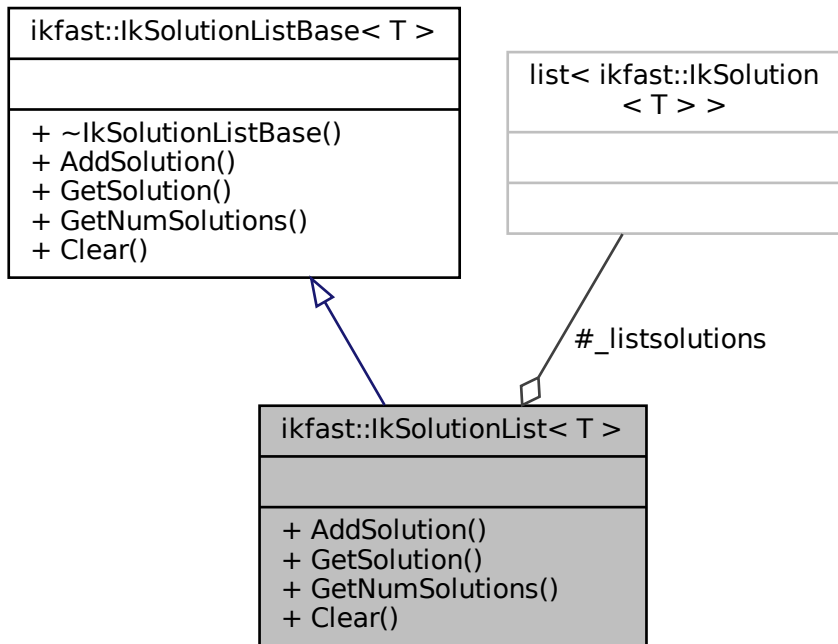 ikfast::IkSolutionListBase< T >
+ ~IkSolutionListBase()
+ AddSolution()
+ GetSolution()
+ GetNumSolutions()
+ Clear()
list< ikfast::IkSolution
< T > >
#_listsolutions
ikfast::IkSolutionList< T >
+ AddSolution()
+ GetSolution()
+ GetNumSolutions()
+ Clear()